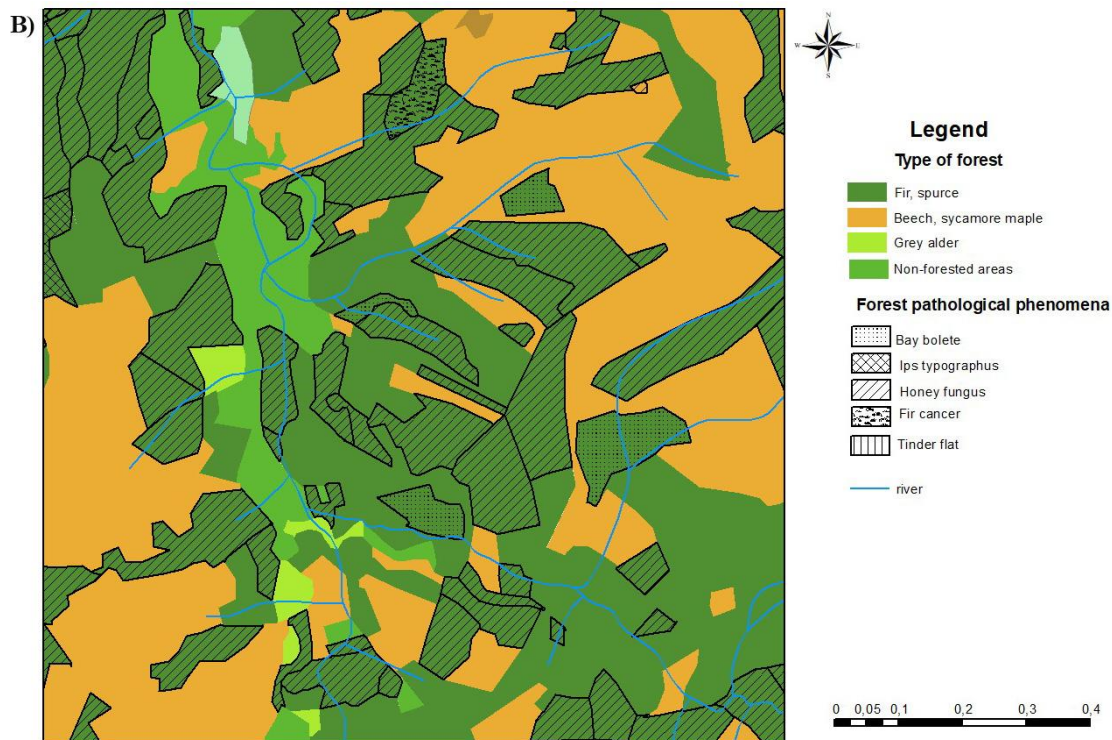 B)
N
W
U
S
Legend
Type of forest
Fir, spurce
Beech, sycamore maple
Grey alder
Non-forested areas
Forest pathological phenomena
Bay bolete
Ips typographus
Honey fungus
Fir cancer
Tinder flat
river
0 0,05 0,1 0,2 0,3 0,4